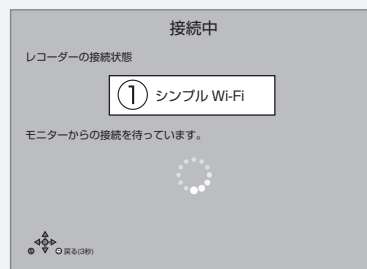 接続中
レコーダーの接続状態
① シンプル Wi-Fi
モニターからの接続を待っています。
戻る(3秒)